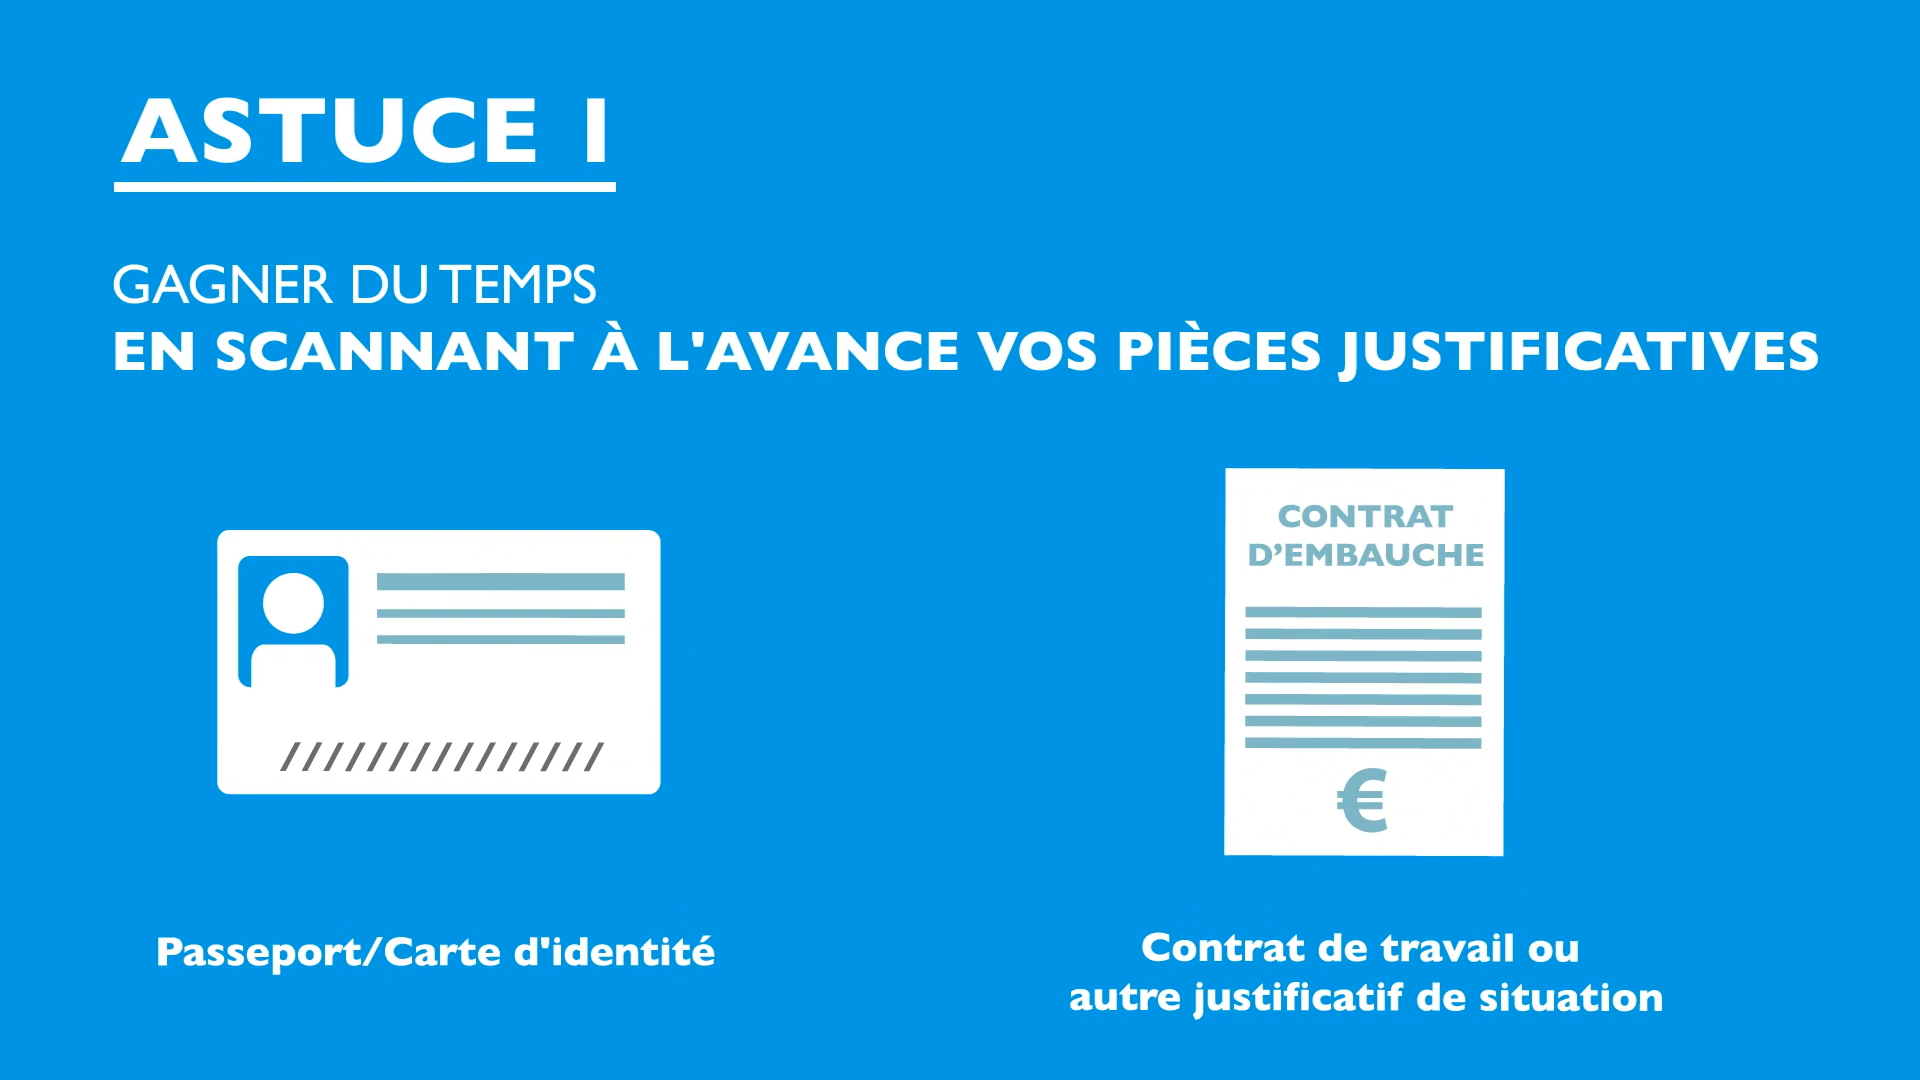 ASTUCE 1
GAGNER DU TEMPS
EN SCANNANT À L'AVANCE VOS PIÈCES JUSTIFICATIVES
CONTRAT
D’EMBAUCHE
€
Passeport/Carte d'identité
Contrat de travail ou
autre justificatif de situation